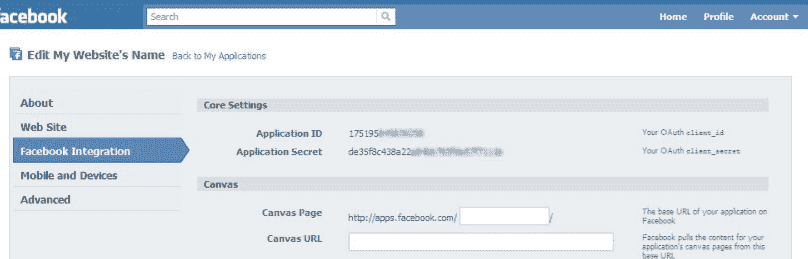 facebook
Search
Home Profile Account
Edit My Website's Name Back to My Applications
About
Web Site
Facebook Integration
Mobile and Devices
Advanced
Core Settings
Application ID 175195
Your OAuth client_id
Application Secret de35f8c438a22
Your OAuth client_secret
Canvas
Canvas Page http://apps.facebook.com/ /
The base URL of your application on
Facebook
Canvas URL
Facebook pulls the content for your
application's canvas pages from this
base URL